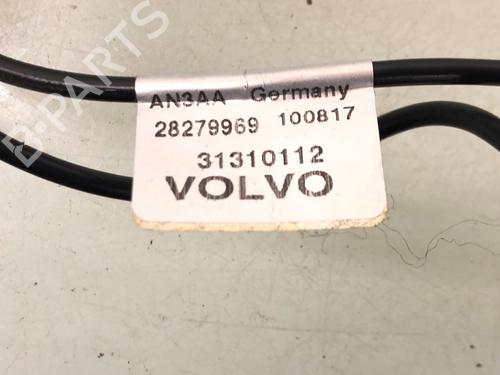 B-PARTS
AN3AA Germany
28279969 100817
31310112
VOLVO